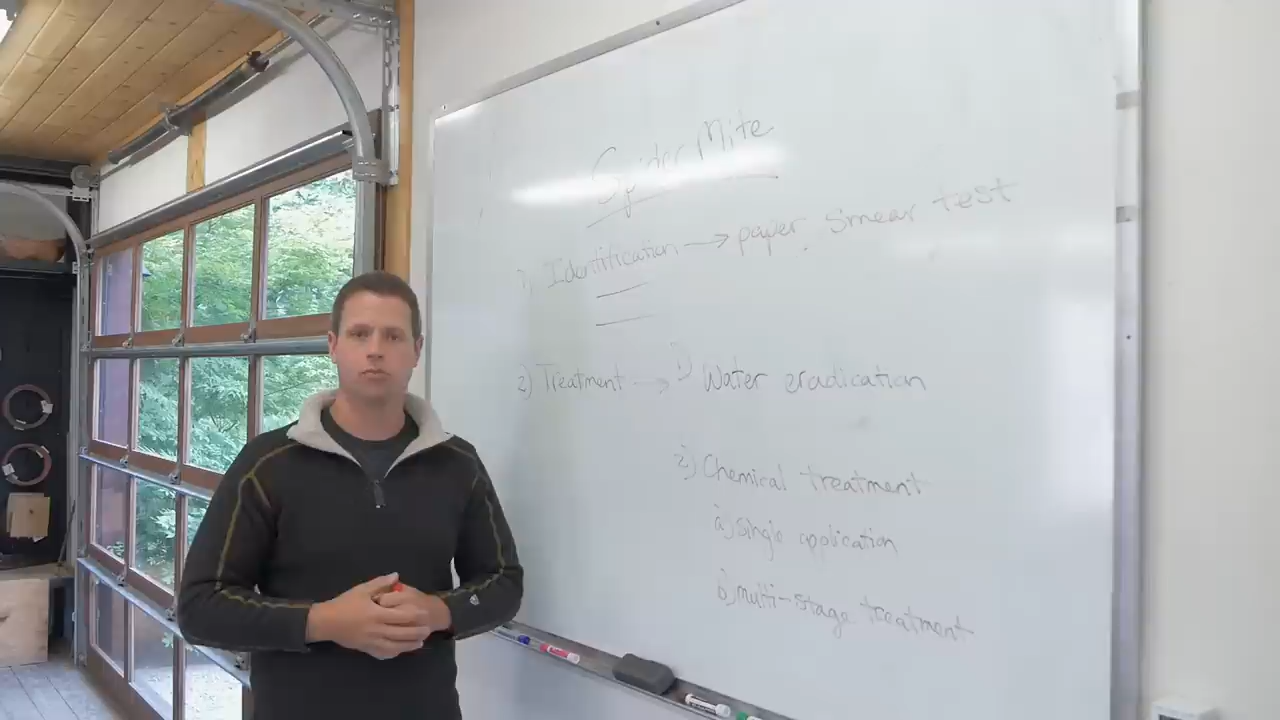 Spider Mite
1) Identification → paper smear test
2) Treatment → 1) Water eradication
2) Chemical treatment
a) single application
b) multi-stage treatment